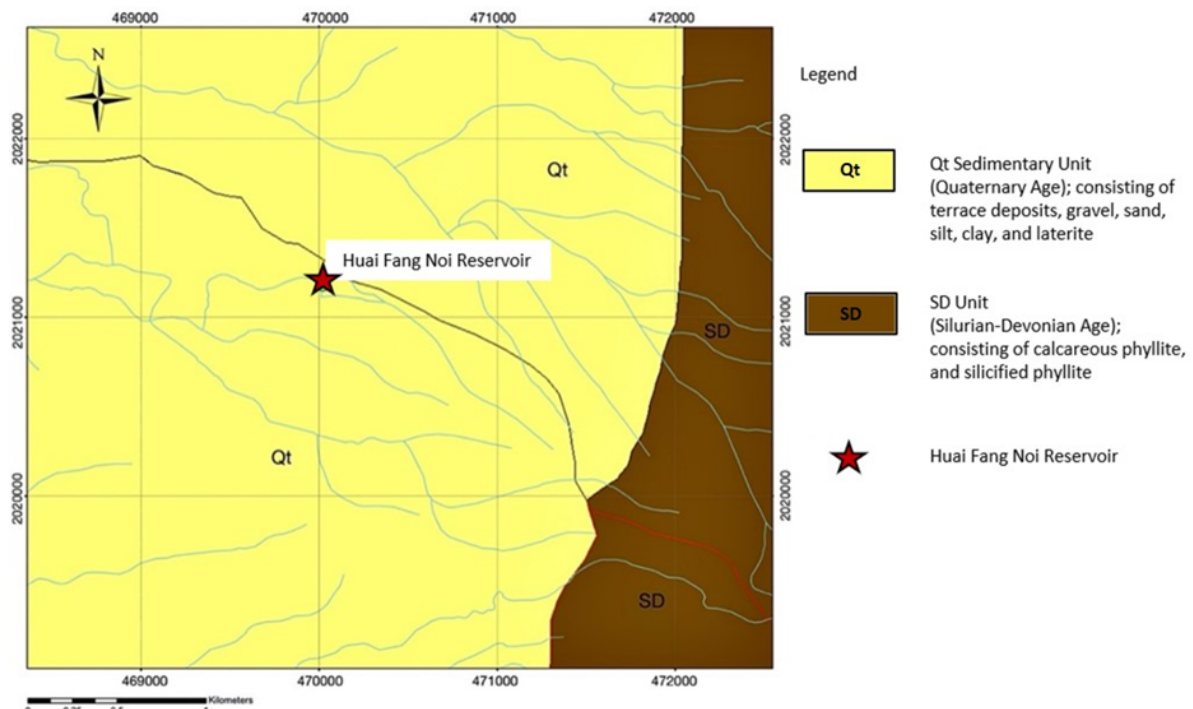 469000 470000 471000 472000
N
Legend
2022000 2022000
Qt
Qt
Qt Sedimentary Unit
(Quaternary Age); consisting of
terrace deposits, gravel, sand,
silt, clay, and laterite
Huai Fang Noi Reservoir
2021000 2021000
SD
SD
SD Unit
(Silurian-Devonian Age);
consisting of calcareous phyllite,
and silicified phyllite
Qt
Huai Fang Noi Reservoir
2020000 2020000
SD
469000 470000 471000 472000
Kilometers